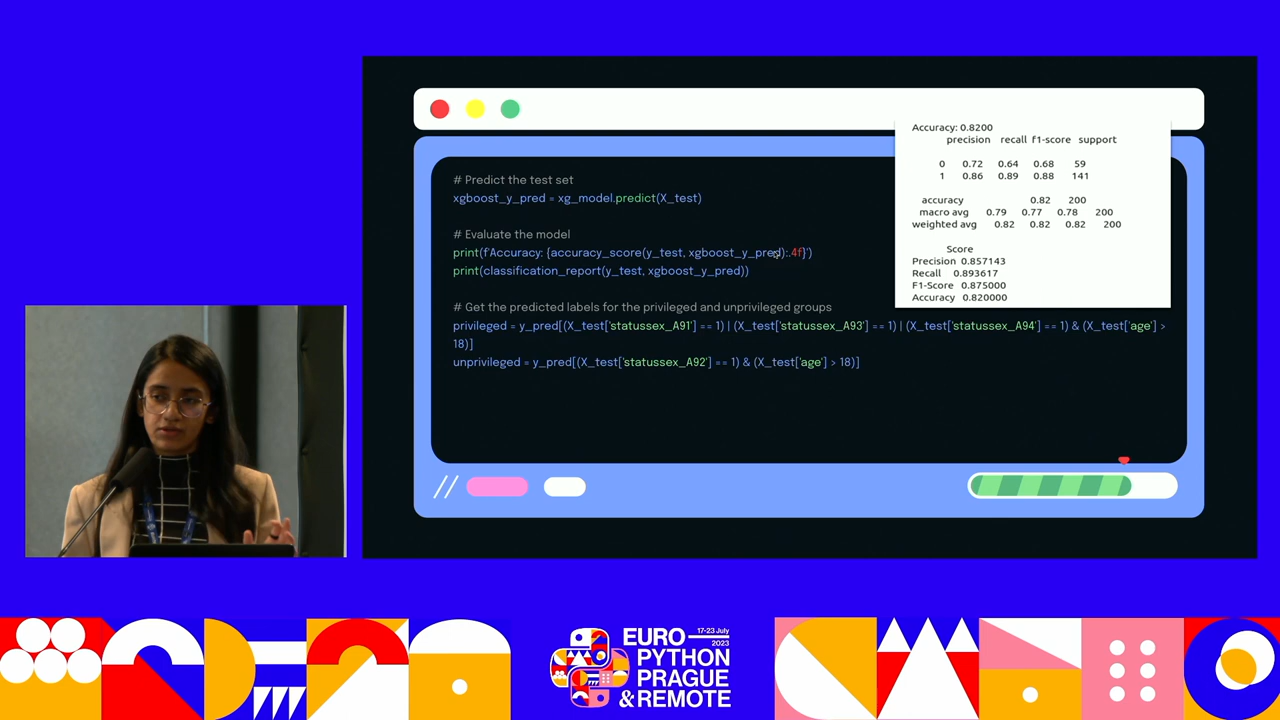 # Predict the test set
xgboost_y_pred = xg_model.predict(X_test)
# Evaluate the model
print(f'Accuracy: {accuracy_score(y_test, xgboost_y_pred):.4f}')
print(classification_report(y_test, xgboost_y_pred))
# Get the predicted labels for the privileged and unprivileged groups
privileged = y_pred[(X_test['statussex_A91'] == 1) | (X_test['statussex_A93'] == 1) | (X_test['statussex_A94'] == 1) & (X_test['age'] >
18)]
unprivileged = y_pred[(X_test['statussex_A92'] == 1) & (X_test['age'] > 18)]
Accuracy: 0.8200
precision recall f1-score support
0 0.72 0.64 0.68 59
1 0.86 0.89 0.88 141
accuracy 0.82 200
macro avg 0.79 0.77 0.78 200
weighted avg 0.82 0.82 0.82 200
Score
Precision 0.857143
Recall 0.893617
F1-Score 0.875000
Accuracy 0.820000
//
EURO 17-23 July
2023
PYTHON
PRAGUE
& REMOTE